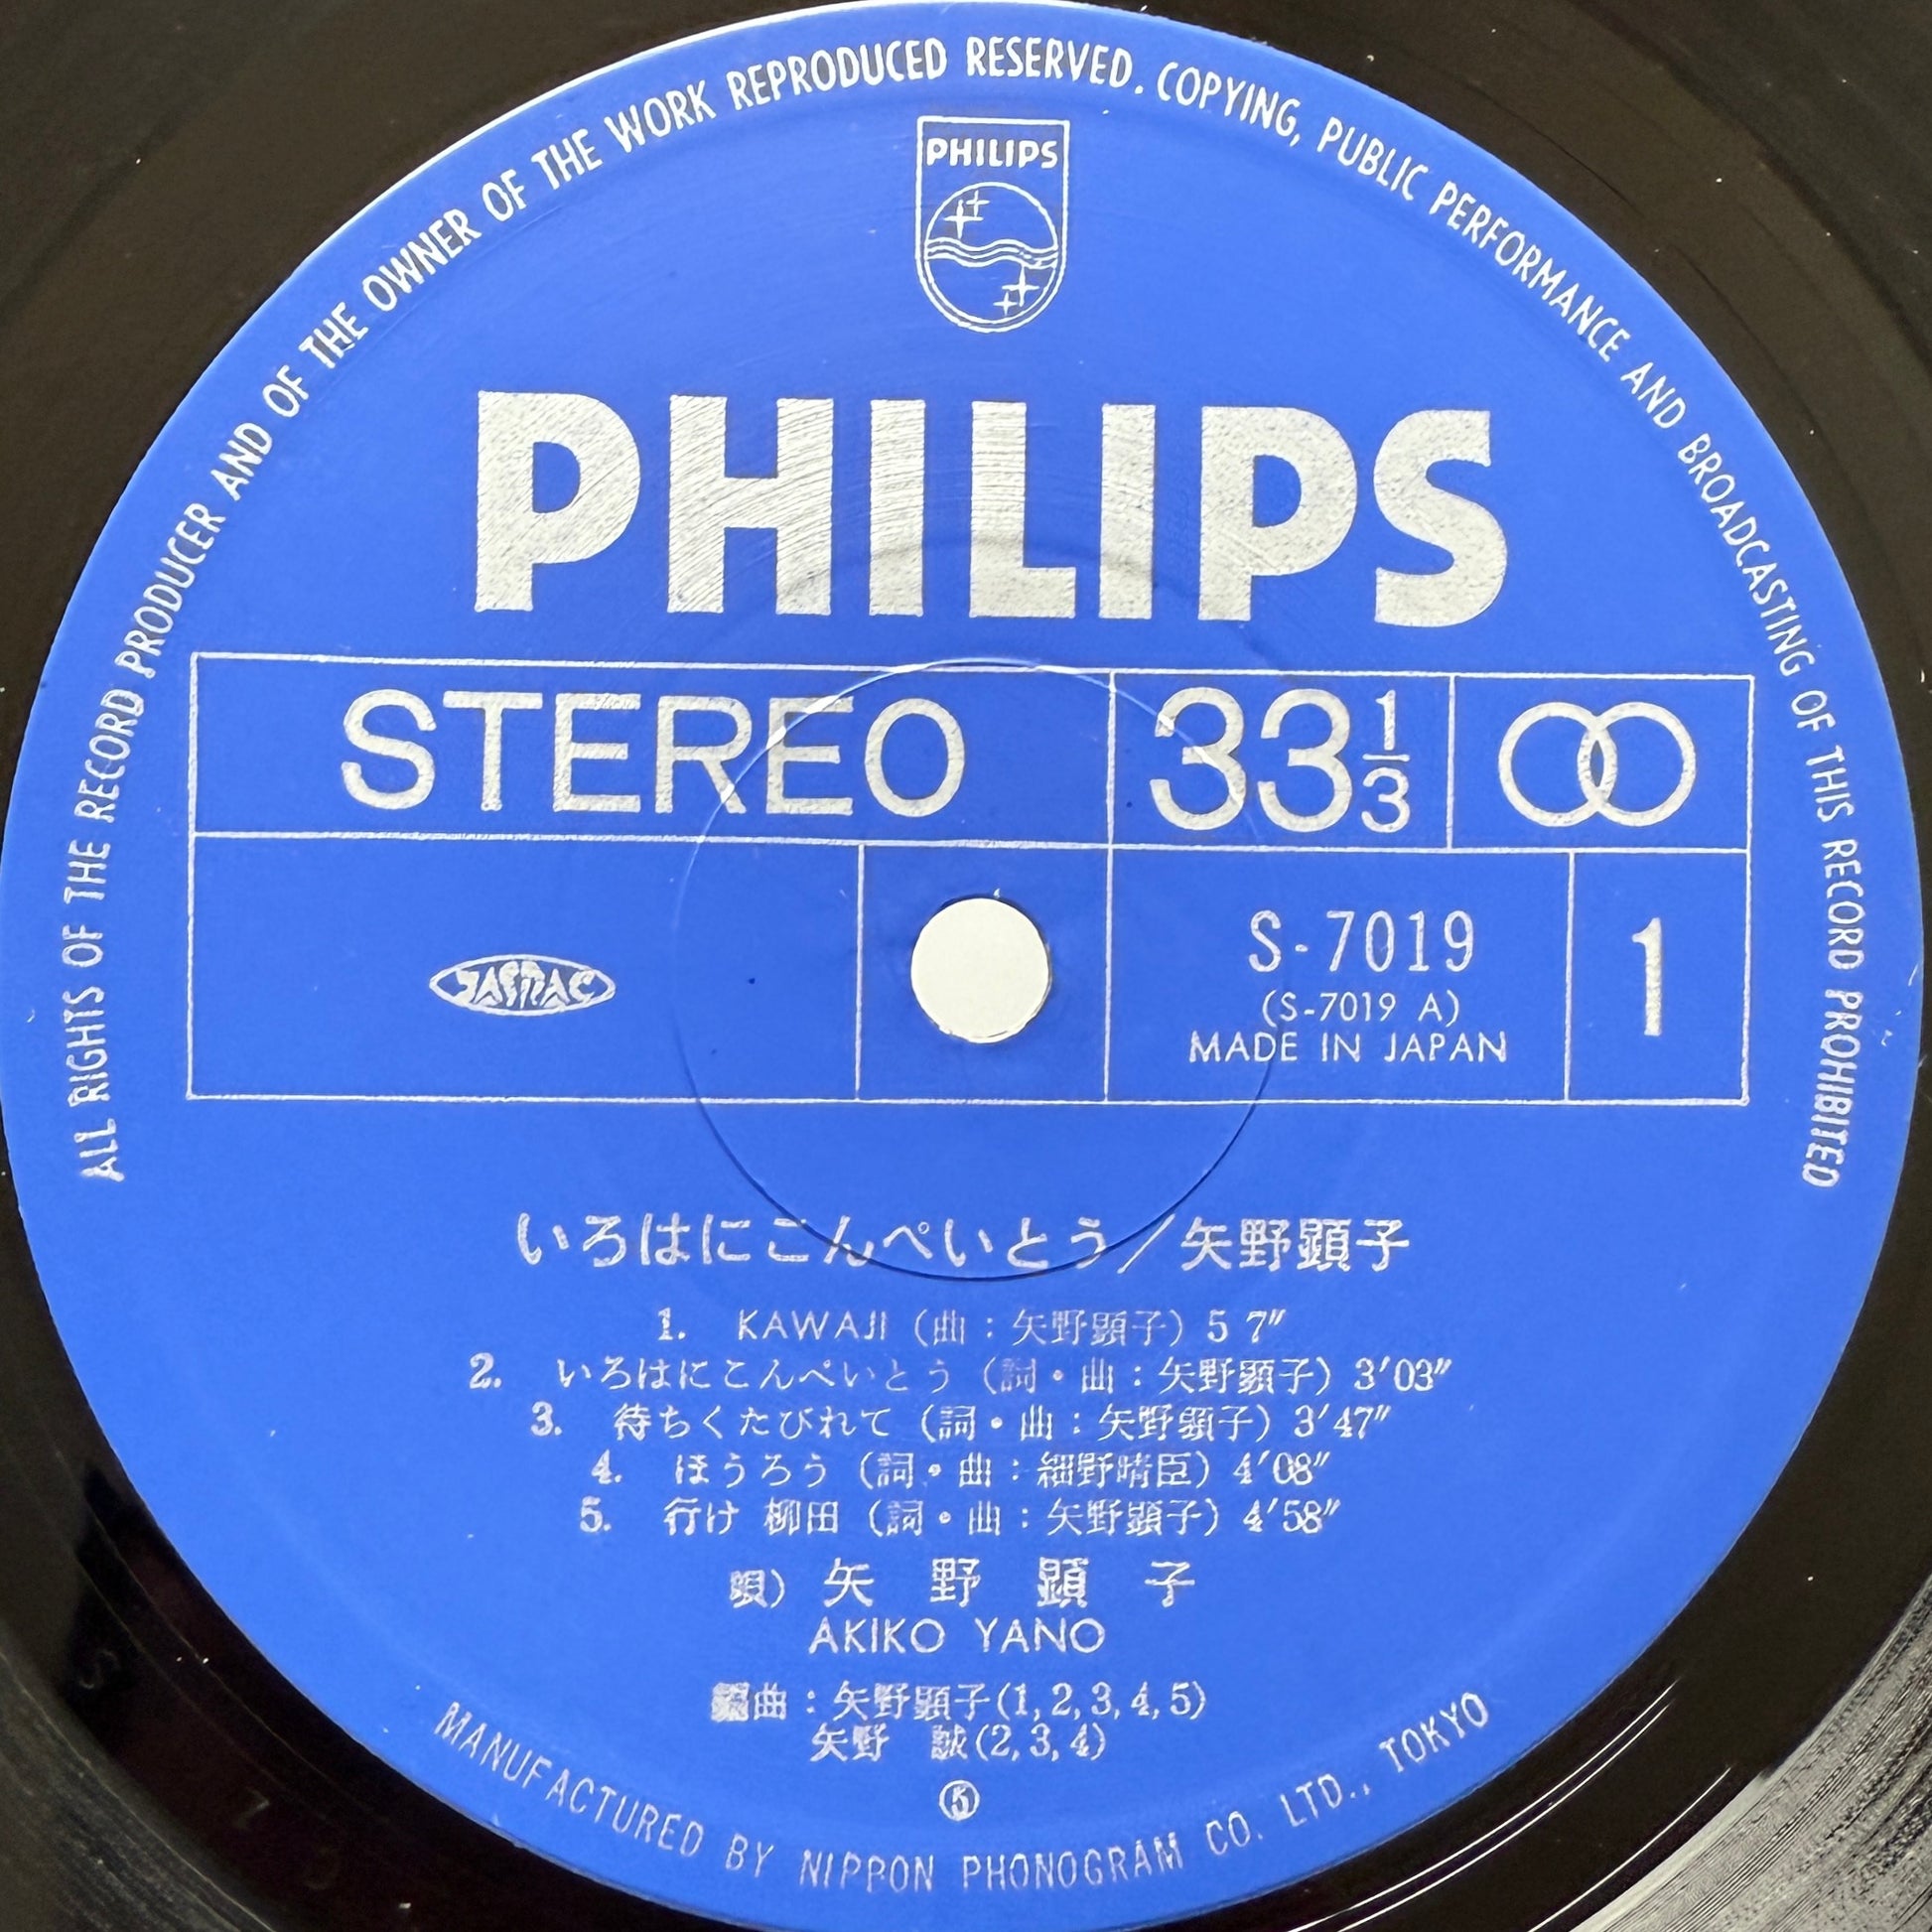 ALL RIGHTS OF THE RECORD PRODUCER AND OF THE OWNER OF THE WORK REPRODUCED RESERVED. COPYING, PUBLIC PERFORMANCE AND BROADCASTING OF THIS RECORD PROHIBITED
PHILIPS
PHILIPS
STEREO 33 1/3
JASRAC
S-7019
(S-7019 A)
MADE IN JAPAN
1
いろはにこんぺいとう/矢野顕子
1. KAWAJI (曲:矢野顕子) 5 7″
2. いろはにこんぺいとう (詞・曲:矢野顕子) 3′03″
3. 待ちくたびれて (詞・曲:矢野顕子) 3′47″
4. ほうろう (詞・曲:細野晴臣) 4′08″
5. 行け 柳田 (詞・曲:矢野顕子) 4′58″
唄) 矢野顕子
AKIKO YANO
編曲:矢野顕子(1,2,3,4,5)
矢野 誠(2,3,4)
⑤
MANUFACTURED BY NIPPON PHONOGRAM CO. LTD., TOKYO